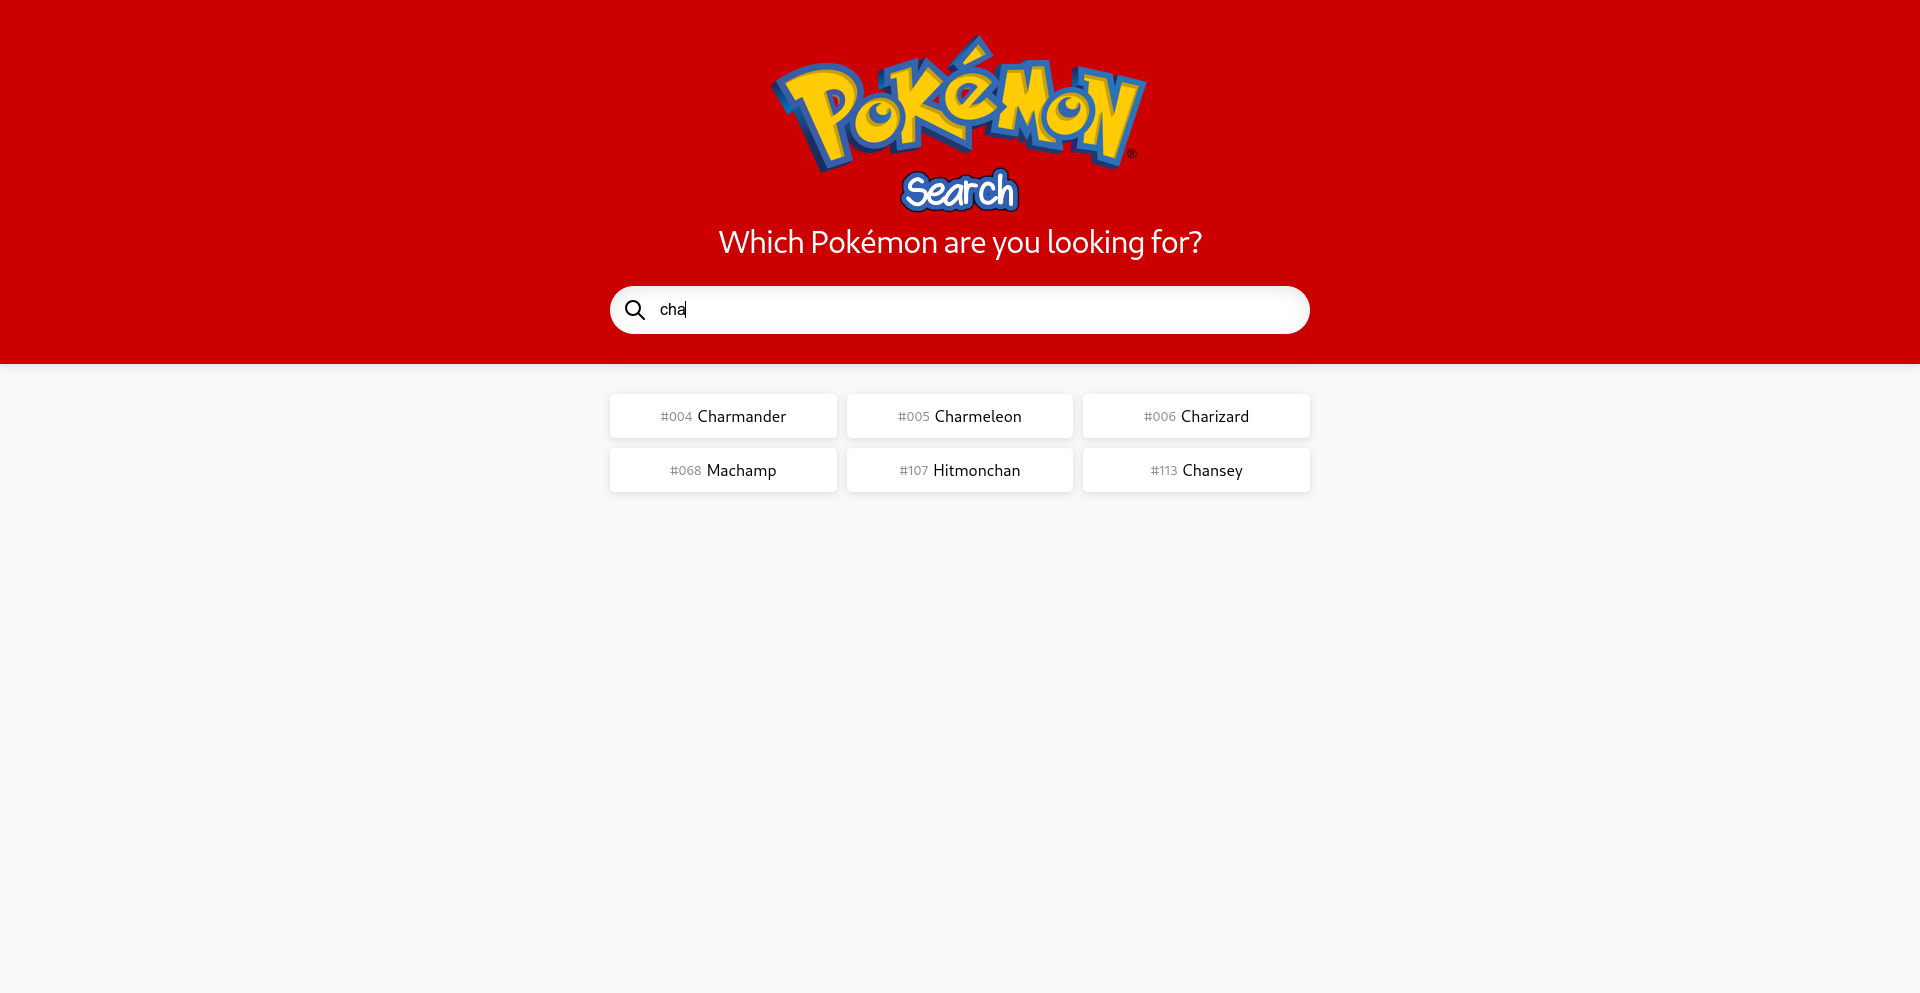 Pokémon
®
Search
Which Pokémon are you looking for?
cha
#004 Charmander
#005 Charmeleon
#006 Charizard
#068 Machamp
#107 Hitmonchan
#113 Chansey